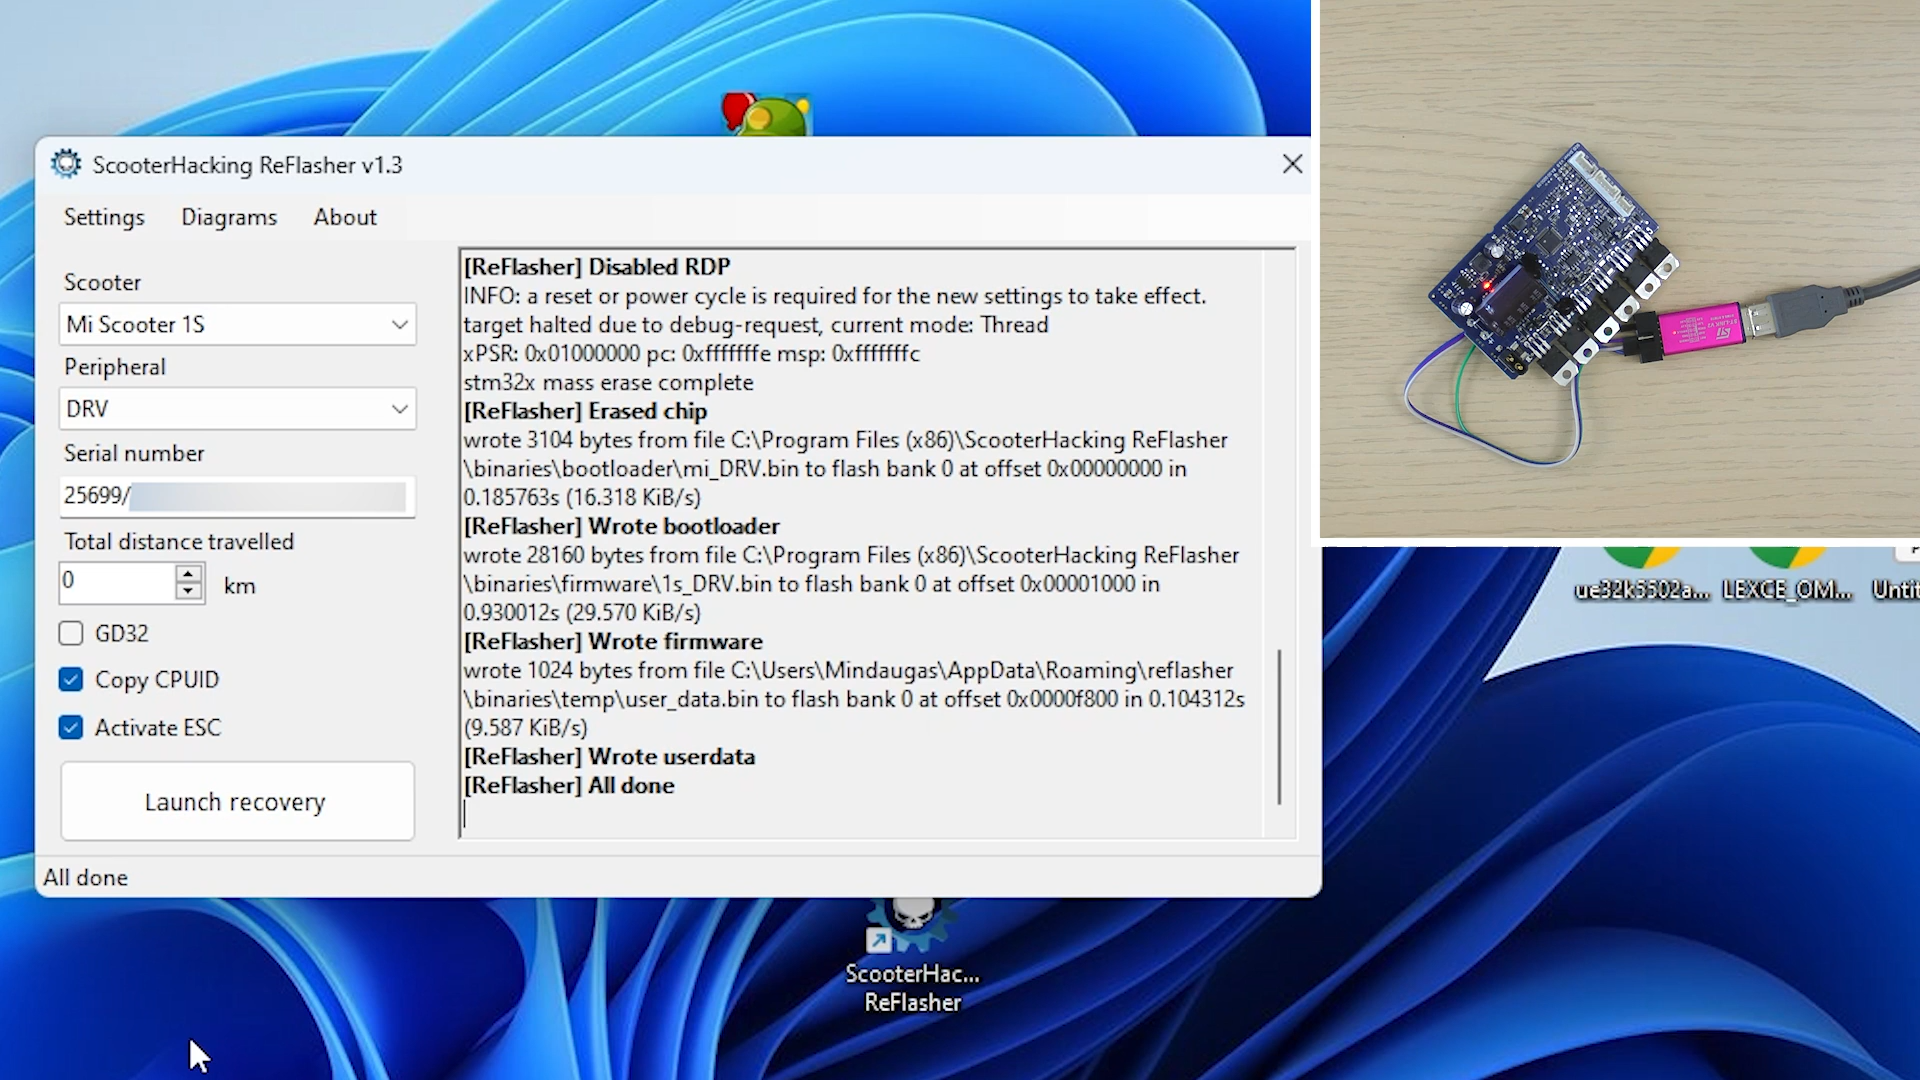 ScooterHacking ReFlasher v1.3
Settings Diagrams About
Scooter
Mi Scooter 1S
Peripheral
DRV
Serial number
25699/
Total distance travelled
0 km
GD32
Copy CPUID
Activate ESC
Launch recovery
All done
[ReFlasher] Disabled RDP
INFO: a reset or power cycle is required for the new settings to take effect.
target halted due to debug-request, current mode: Thread
xPSR: 0x01000000 pc: 0xfffffffe msp: 0xfffffffc
stm32x mass erase complete
[ReFlasher] Erased chip
wrote 3104 bytes from file C:\Program Files (x86)\ScooterHacking ReFlasher
\binaries\bootloader\mi_DRV.bin to flash bank 0 at offset 0x00000000 in
0.185763s (16.318 KiB/s)
[ReFlasher] Wrote bootloader
wrote 28160 bytes from file C:\Program Files (x86)\ScooterHacking ReFlasher
\binaries\firmware\1s_DRV.bin to flash bank 0 at offset 0x00001000 in
0.930012s (29.570 KiB/s)
[ReFlasher] Wrote firmware
wrote 1024 bytes from file C:\Users\Mindaugas\AppData\Roaming\reflasher
\binaries\temp\user_data.bin to flash bank 0 at offset 0x0000f800 in 0.104312s
(9.587 KiB/s)
[ReFlasher] Wrote userdata
[ReFlasher] All done
ue32k5502a... LEXCE_OM... Untit
ScooterHac...
ReFlasher